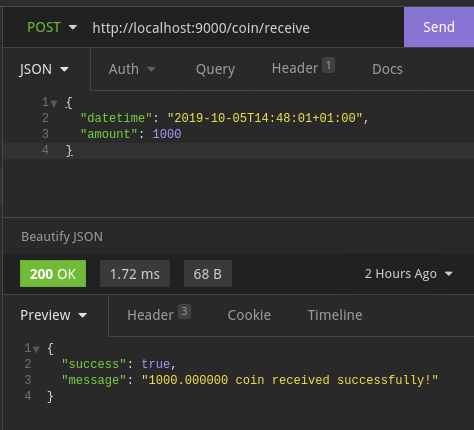 POST http://localhost:9000/coin/receive Send
JSON Auth Query Header 1 Docs
1 {
2 "datetime": "2019-10-05T14:48:01+01:00",
3 "amount": 1000
4 }
Beautify JSON
200 OK 1.72 ms 68 B 2 Hours Ago
Preview Header 3 Cookie Timeline
1 {
2 "success": true,
3 "message": "1000.000000 coin received successfully!"
4 }